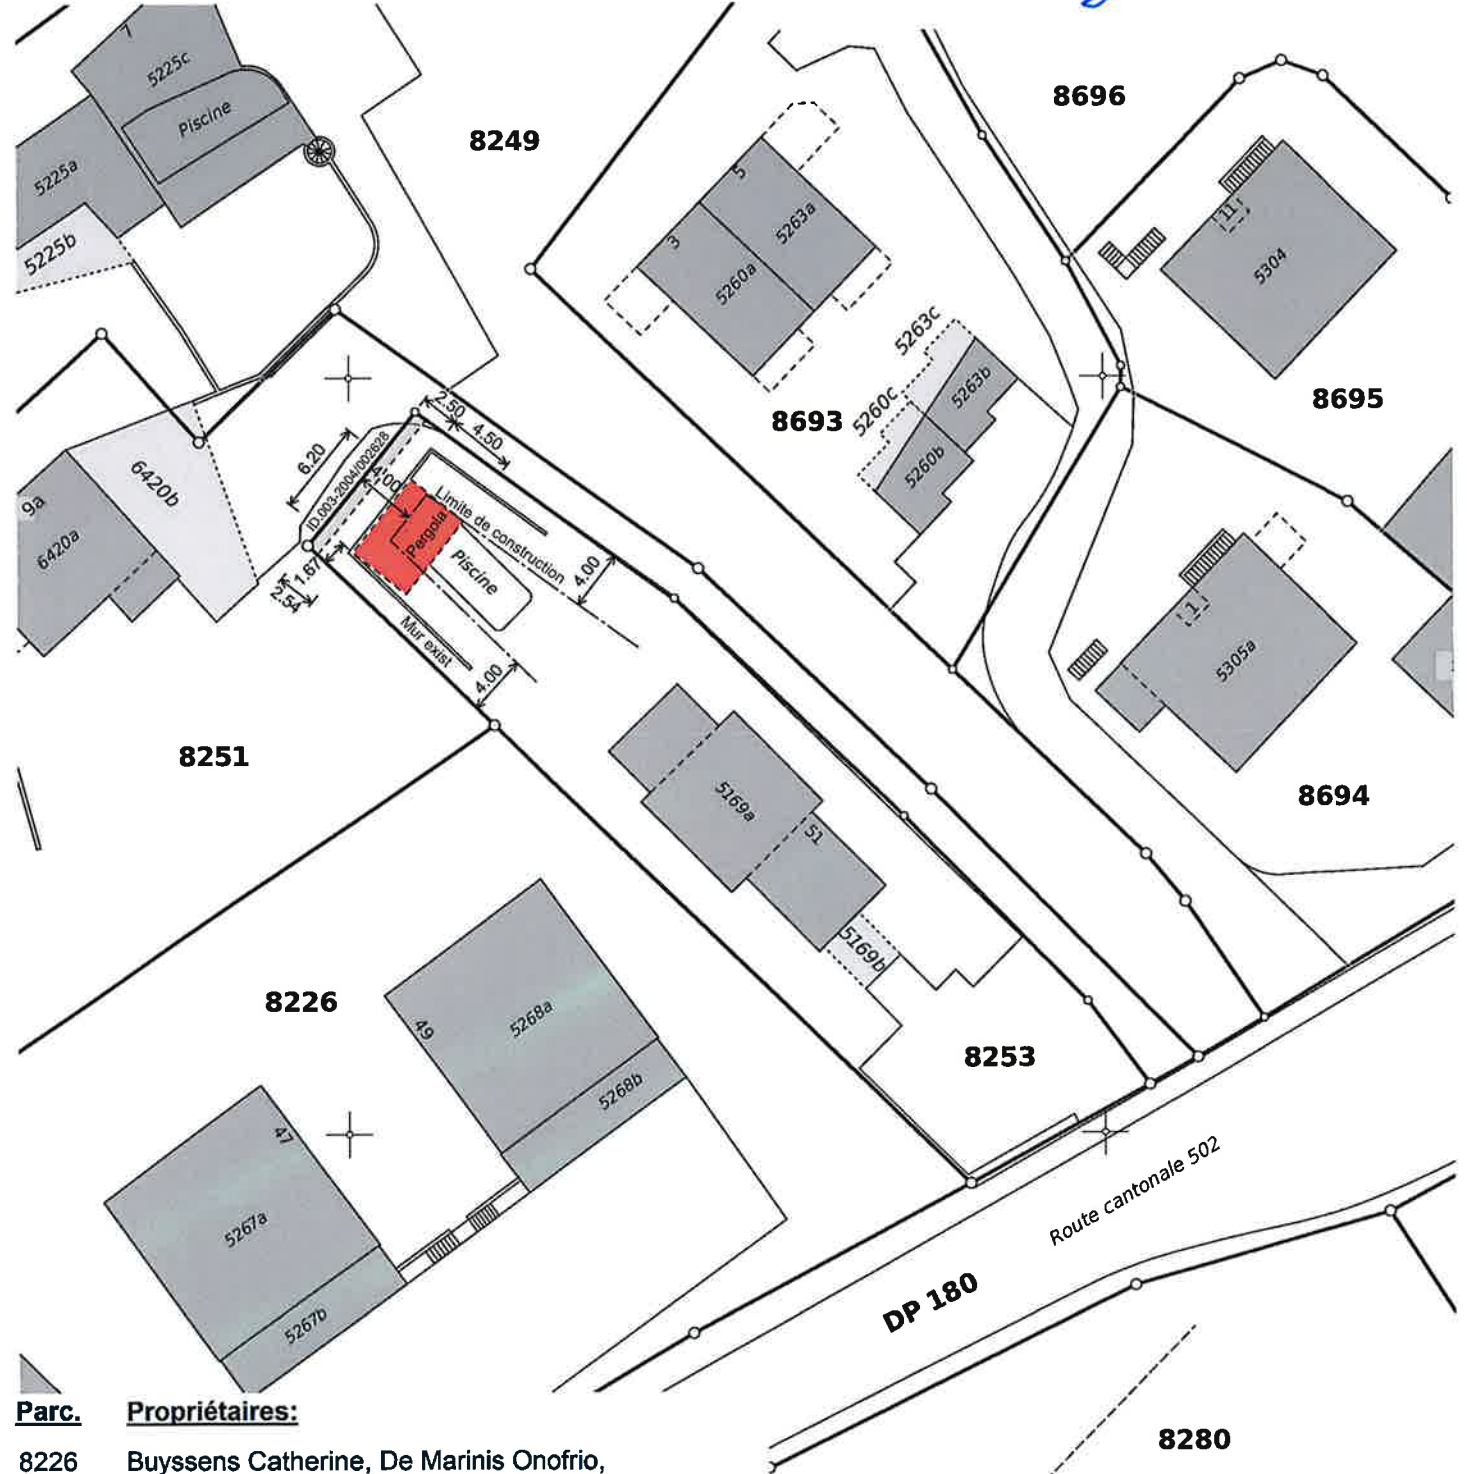 7
5225c
Piscine
5225a
5225b
8249
8696
5
5263a
3
5260a
11
5304
8695
5263c
5263b
5260c
5260b
8693
2.50
4.50
6.20
ID.003-2004/002628
4.00
Limite de construction
Pergola
Piscine
4.00
1.67
2.54
Mur exist
4.00
6420b
9a
6420a
1
5305a
8694
8251
5169a
51
5169b
8226
49
5268a
5268b
8253
47
5267a
5267b
Route cantonale 502
DP 180
8280
Parc. Propriétaires:
8226 Buyssens Catherine, De Marinis Onofrio,